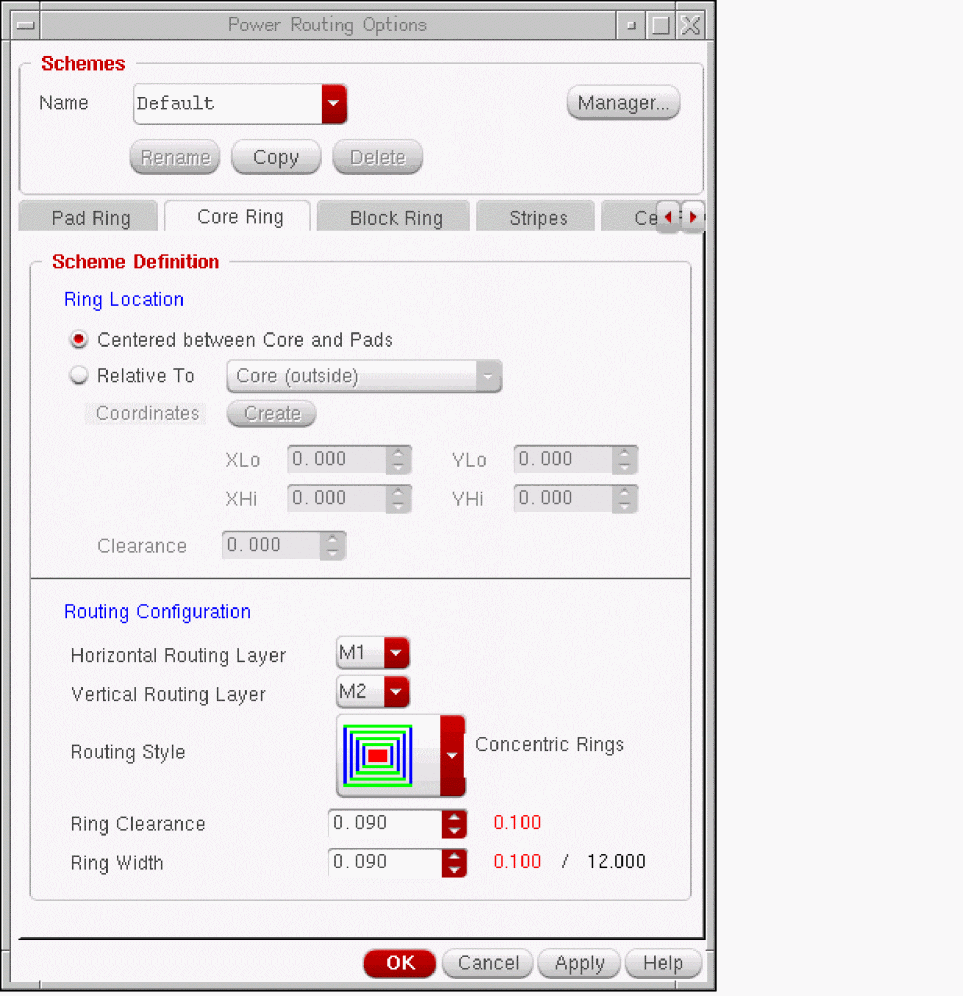 Power Routing Options
Schemes
Name Default Manager...
Rename Copy Delete
Pad Ring Core Ring Block Ring Stripes
Scheme Definition
Ring Location
Centered between Core and Pads
Relative To Core (outside)
Coordinates Create
XLo 0.000 YLo 0.000
XHi 0.000 YHi 0.000
Clearance 0.000
Routing Configuration
Horizontal Routing Layer M1
Vertical Routing Layer M2
Routing Style Concentric Rings
Ring Clearance 0.090 0.100
Ring Width 0.090 0.100 / 12.000
OK Cancel Apply Help